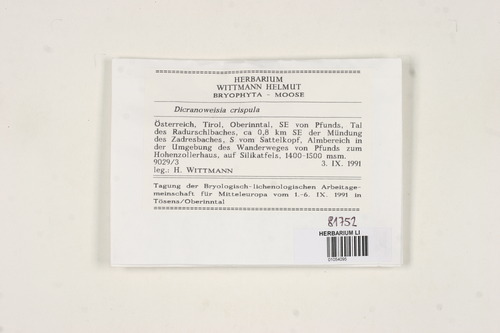 HERBARIUM
WITTMANN HELMUT
BRYOPHYTA - MOOSE
Dicranoweisia crispula
Österreich, Tirol, Oberinntal, SE von Pfunds, Tal
des Radurschlbaches, ca 0,8 km SE der Mündung
des Zadresbaches, S vom Sattelkopf, Almbereich in
der Umgebung des Wanderweges von Pfunds zum
Hohenzollerhaus, auf Silikatfels, 1400-1500 msm.
9029/3 3. IX. 1991
leg.: H. WITTMANN
Tagung der Bryologisch-lichenologischen Arbeitsge-
meinschaft für Mitteleuropa vom 1.-6. IX. 1991 in
Tösens/Oberinntal
81752
HERBARIUM LI